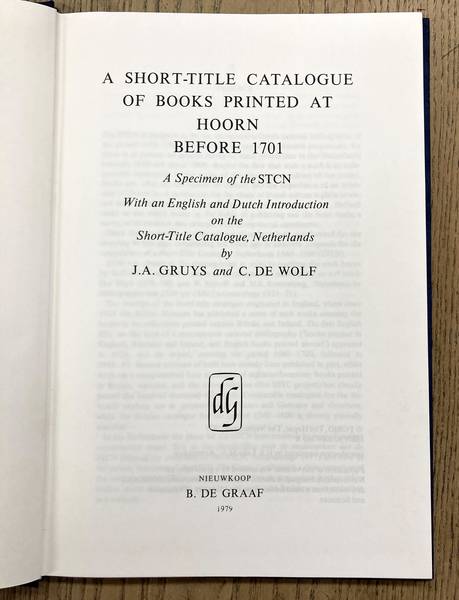 A SHORT-TITLE CATALOGUE
OF BOOKS PRINTED AT
HOORN
BEFORE 1701
A Specimen of the STCN
With an English and Dutch Introduction
on the
Short-Title Catalogue, Netherlands
by
J.A. GRUYS and C. DE WOLF
dG
NIEUWKOOP
B. DE GRAAF
1979